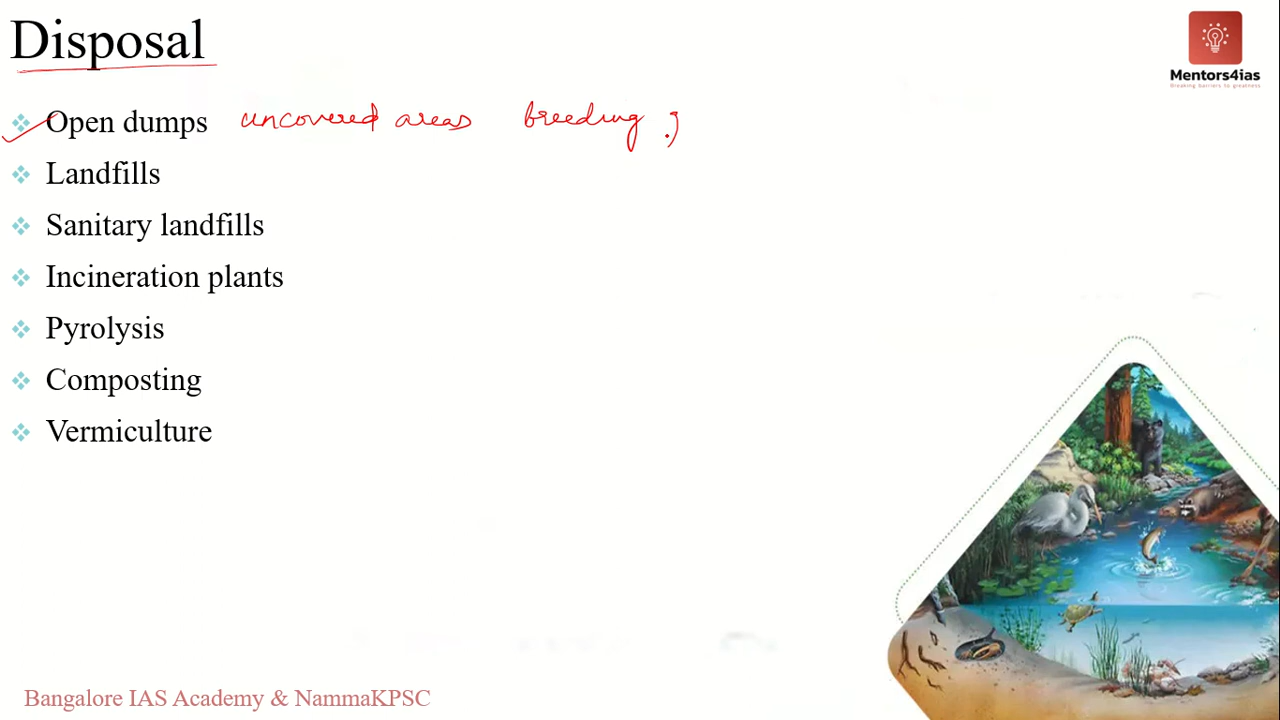 Disposal
Mentors4ias
Breaking barriers to greatness
Open dumps uncovered areas breeding ;
Landfills
Sanitary landfills
Incineration plants
Pyrolysis
Composting
Vermiculture
Bangalore IAS Academy & NammaKPSC